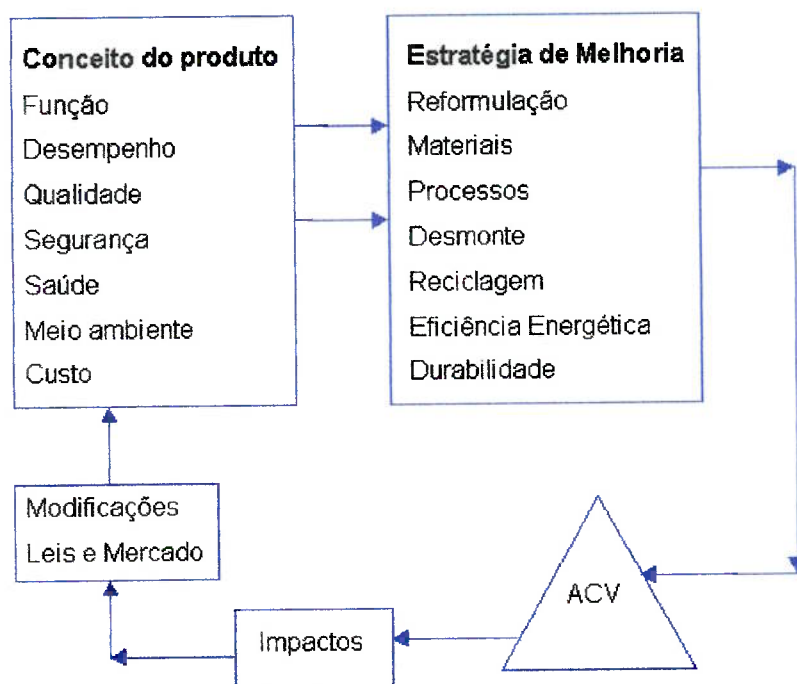 Conceito do produto
Função
Desempenho
Qualidade
Segurança
Saúde
Meio ambiente
Custo
Estratégia de Melhoria
Reformulação
Materiais
Processos
Desmonte
Reciclagem
Eficiência Energética
Durabilidade
Modificações
Leis e Mercado
Impactos
ACV